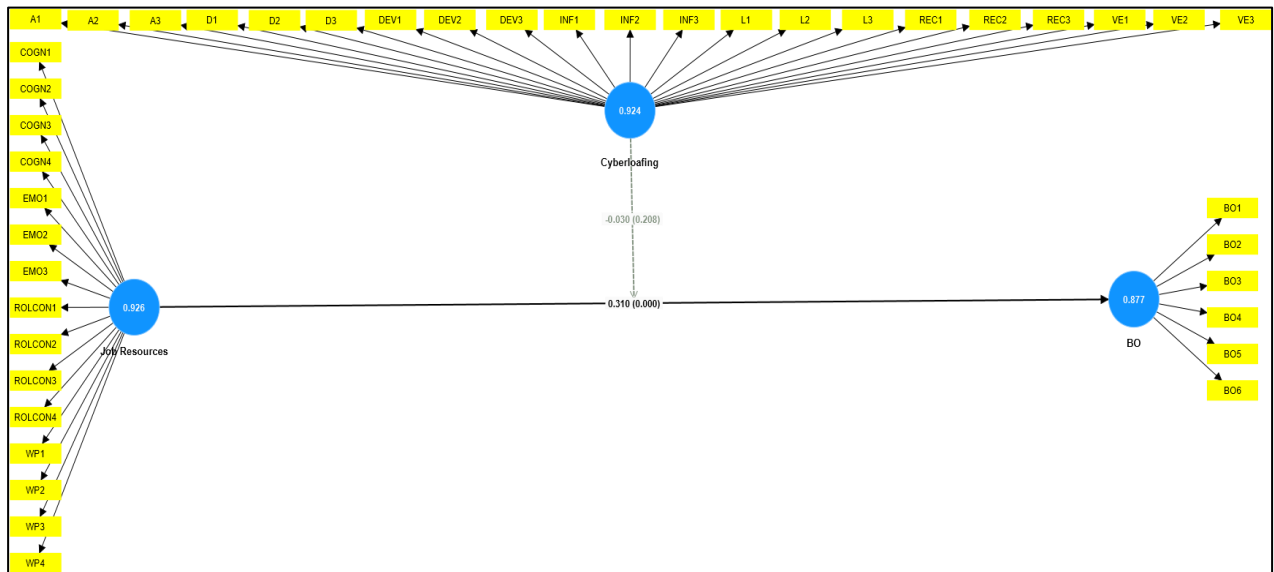 A1 A2 A3 D1 D2 D3 DEV1 DEV2 DEV3 INF1 INF2 INF3 L1 L2 L3 REC1 REC2 REC3 VE1 VE2 VE3
COGN1
COGN2
COGN3
COGN4
EMO1
EMO2
EMO3
ROLCON1
ROLCON2
ROLCON3
ROLCON4
WP1
WP2
WP3
WP4
0.924
Cyberloafing
-0.030 (0.208)
0.926
Job Resources
0.310 (0.000)
0.877
BO
BO1
BO2
BO3
BO4
BO5
BO6